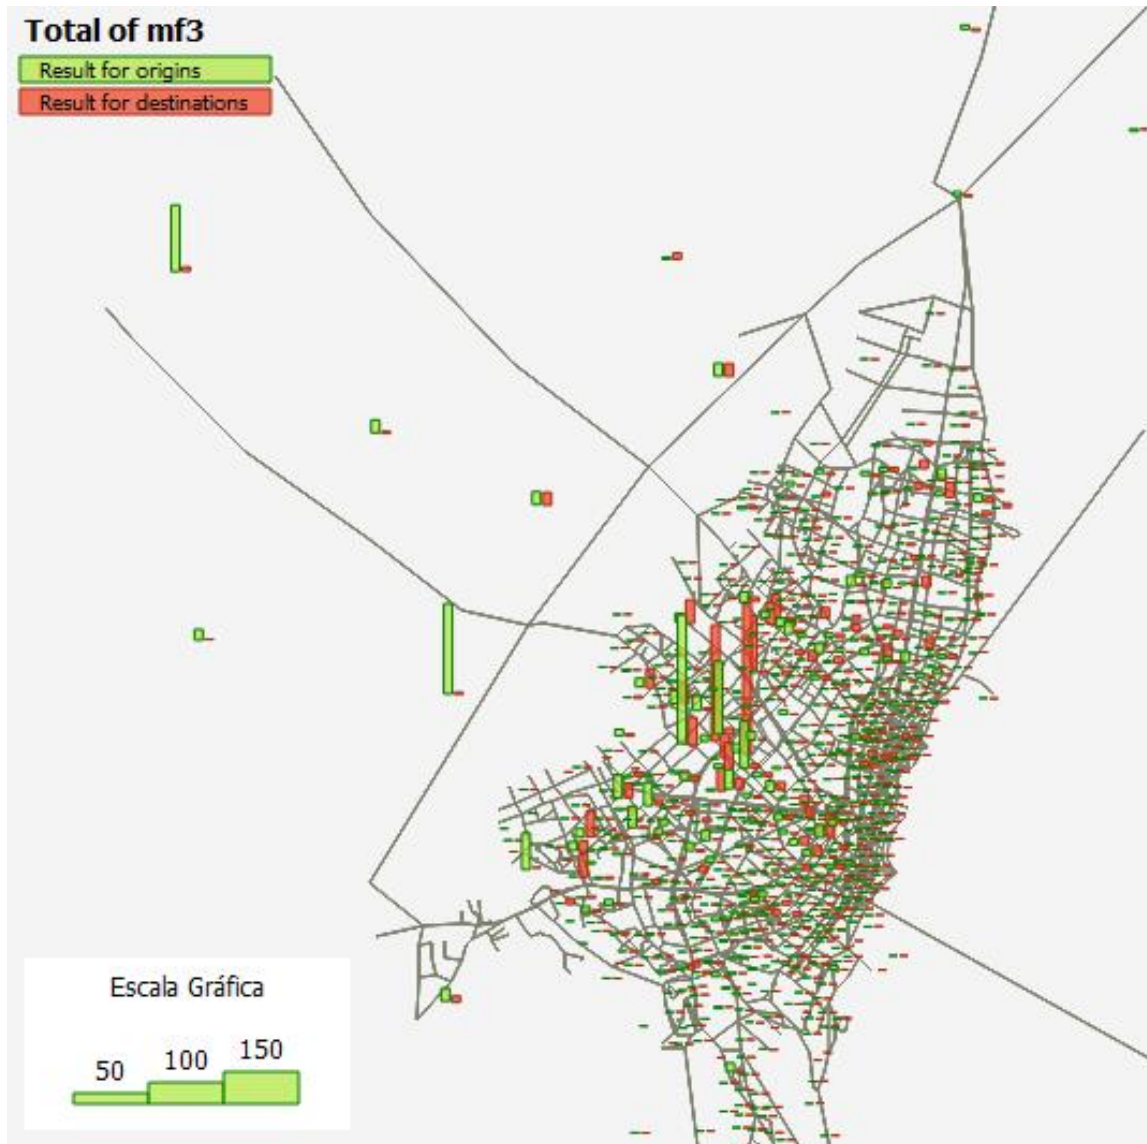 Total of mf3
Result for origins
Result for destinations
Escala Gráfica
50 100 150